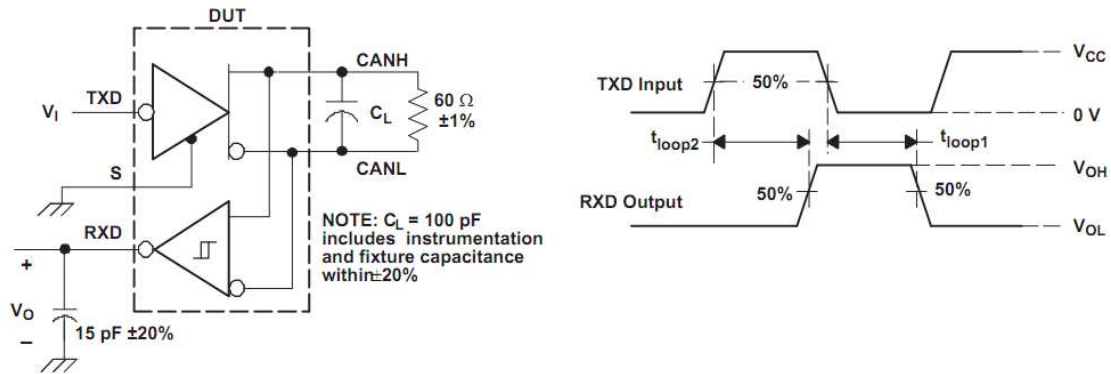 DUT
CANH
TXD
V_I
C_L
60 Ω
±1%
S
CANL
RXD
NOTE: C_L = 100 pF
includes instrumentation
and fixture capacitance
within±20%
+
V_O
−
15 pF ±20%
V_CC
TXD Input
50%
0 V
t_loop2
t_loop1
V_OH
50%
50%
RXD Output
V_OL